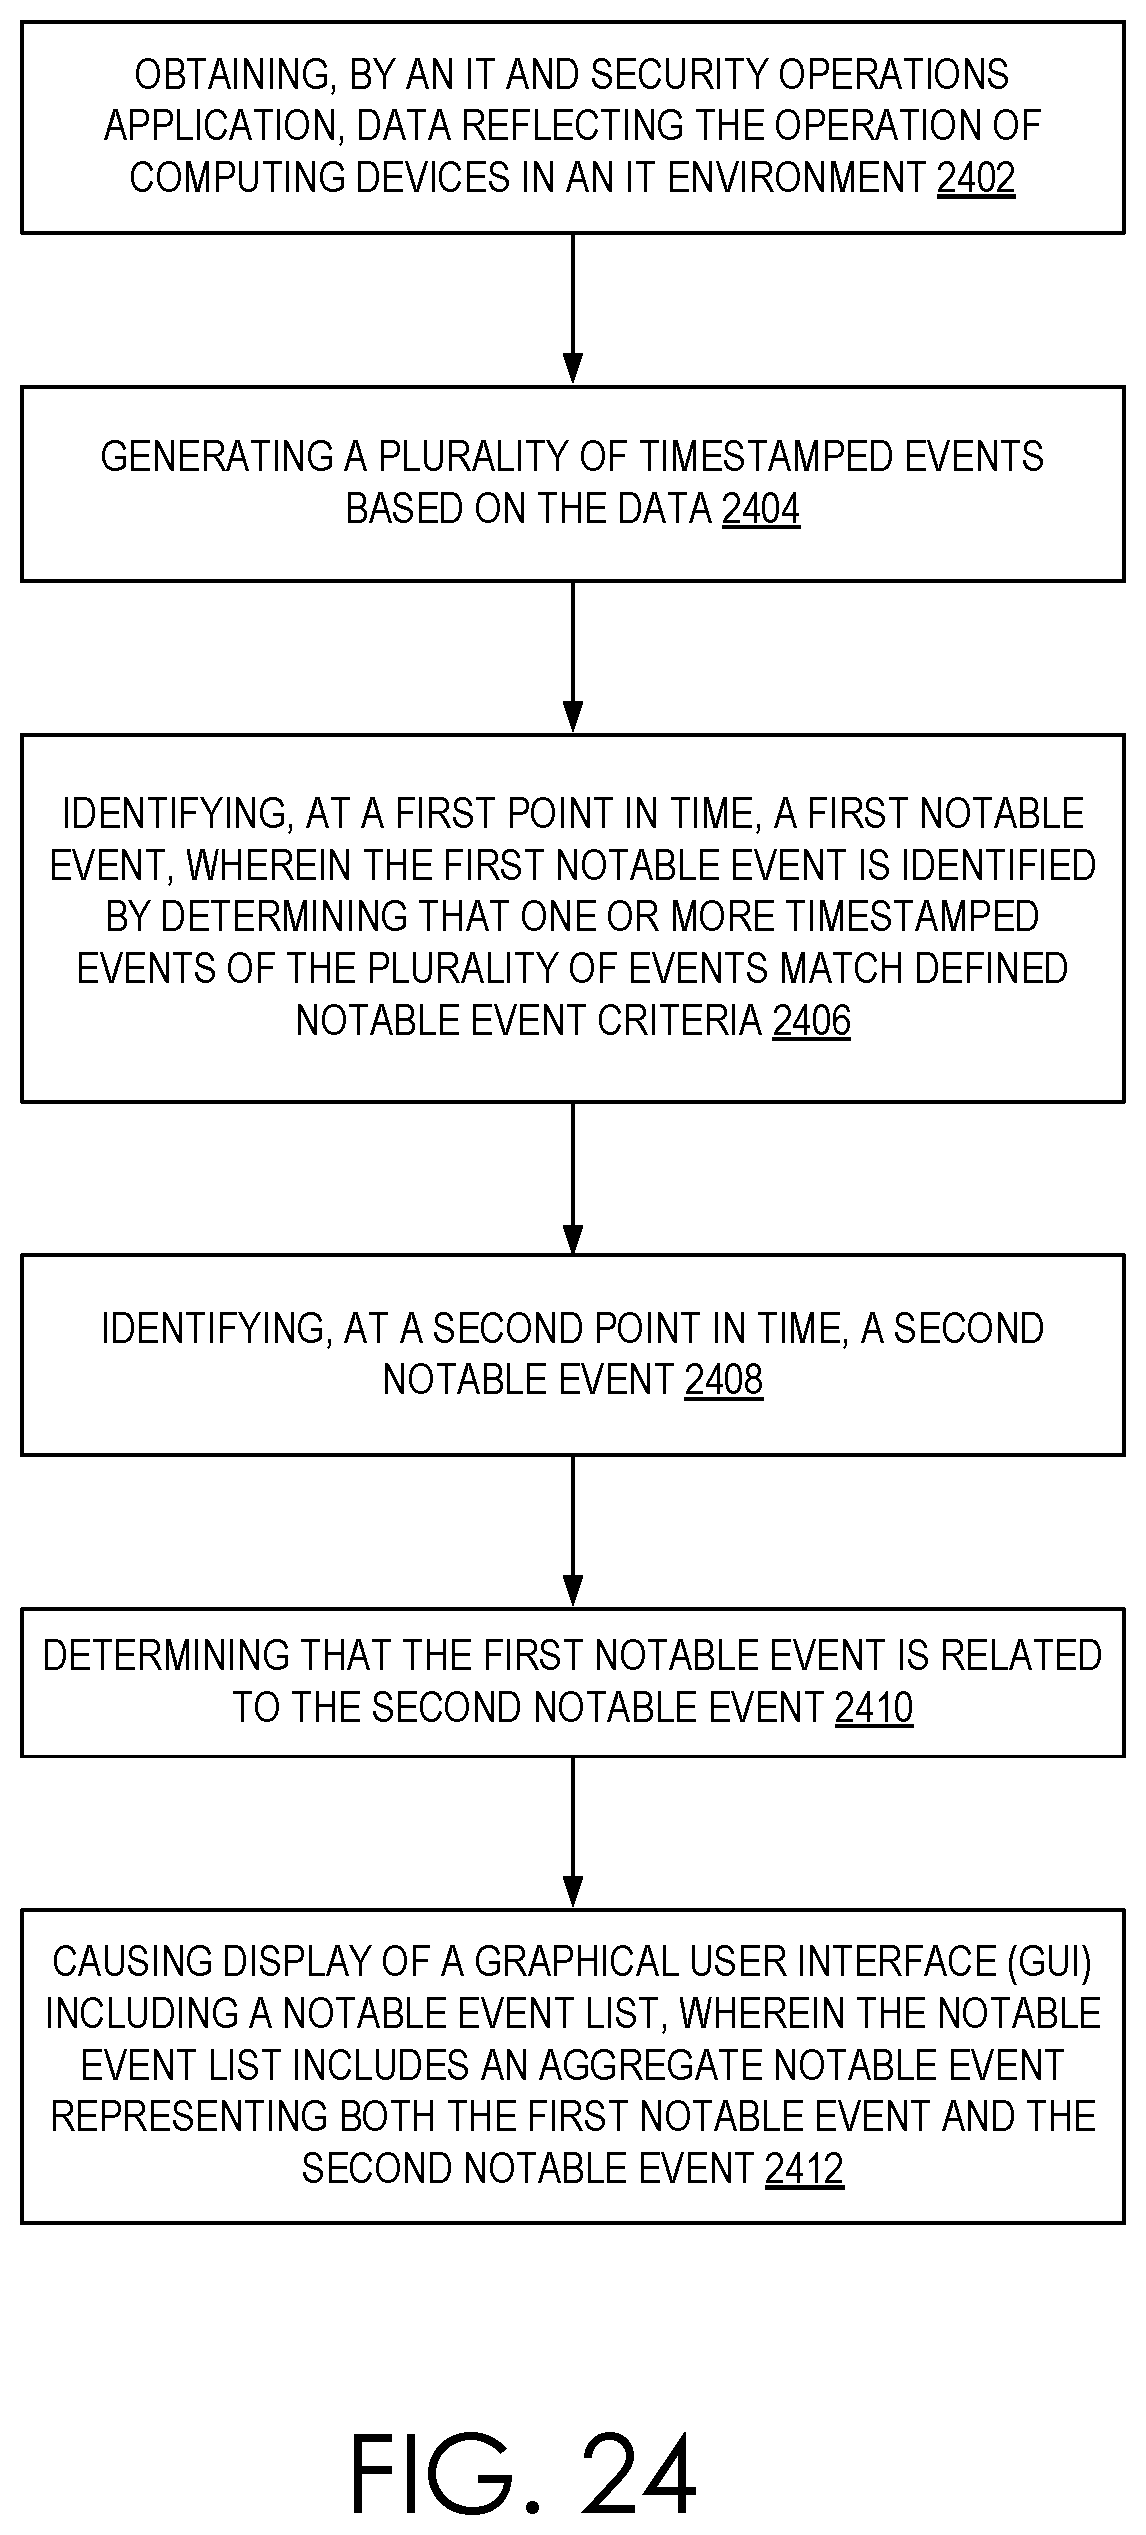 OBTAINING, BY AN IT AND SECURITY OPERATIONS
APPLICATION, DATA REFLECTING THE OPERATION OF
COMPUTING DEVICES IN AN IT ENVIRONMENT 2402
GENERATING A PLURALITY OF TIMESTAMPED EVENTS
BASED ON THE DATA 2404
IDENTIFYING, AT A FIRST POINT IN TIME, A FIRST NOTABLE
EVENT, WHEREIN THE FIRST NOTABLE EVENT IS IDENTIFIED
BY DETERMINING THAT ONE OR MORE TIMESTAMPED
EVENTS OF THE PLURALITY OF EVENTS MATCH DEFINED
NOTABLE EVENT CRITERIA 2406
IDENTIFYING, AT A SECOND POINT IN TIME, A SECOND
NOTABLE EVENT 2408
DETERMINING THAT THE FIRST NOTABLE EVENT IS RELATED
TO THE SECOND NOTABLE EVENT 2410
CAUSING DISPLAY OF A GRAPHICAL USER INTERFACE (GUI)
INCLUDING A NOTABLE EVENT LIST, WHEREIN THE NOTABLE
EVENT LIST INCLUDES AN AGGREGATE NOTABLE EVENT
REPRESENTING BOTH THE FIRST NOTABLE EVENT AND THE
SECOND NOTABLE EVENT 2412
FIG. 24